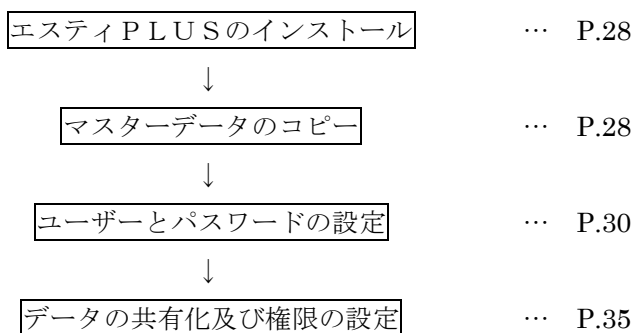 エスティＰＬＵＳのインストール … P.28
↓
マスターデータのコピー … P.28
↓
ユーザーとパスワードの設定 … P.30
↓
データの共有化及び権限の設定 … P.35